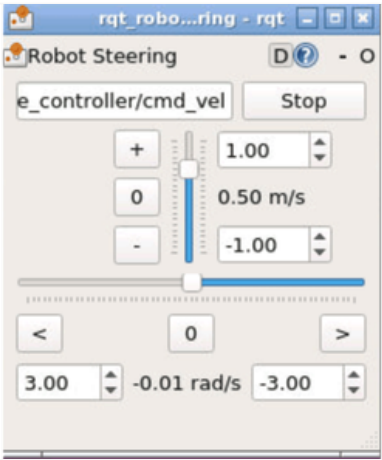 rqt_robo...ring - rqt
Robot Steering D ? - O
e_controller/cmd_vel Stop
+ 1.00
0 0.50 m/s
- -1.00
< 0 >
3.00 -0.01 rad/s -3.00